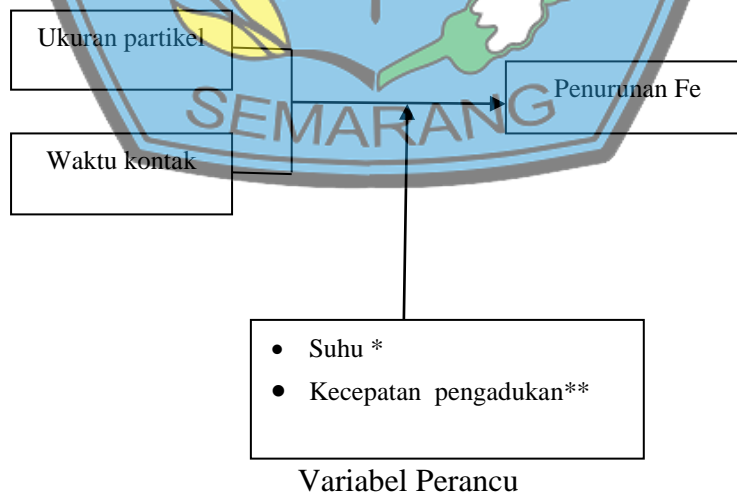 Ukuran partikel
Penurunan Fe
SEMARANG
Waktu kontak
• Suhu *
• Kecepatan pengadukan**
Variabel Perancu